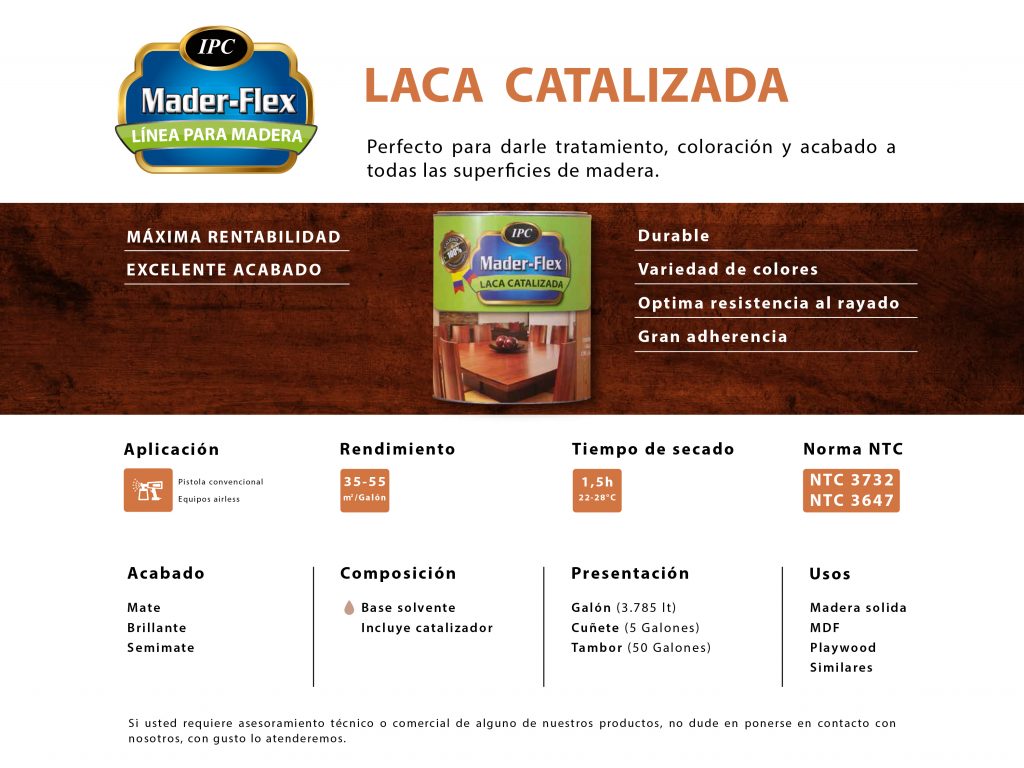 IPC
Mader-Flex
LÍNEA PARA MADERA
LACA CATALIZADA
Perfecto para darle tratamiento, coloración y acabado a
todas las superficies de madera.
MÁXIMA RENTABILIDAD
EXCELENTE ACABADO
IPC
100%
Mader-Flex
LACA CATALIZADA
Durable
Variedad de colores
Optima resistencia al rayado
Gran adherencia
Aplicación
Pistola convencional
Equipos airless
Rendimiento
35-55
m²/Galón
Tiempo de secado
1,5h
22-28°C
Norma NTC
NTC 3732
NTC 3647
Acabado
Mate
Brillante
Semimate
Composición
Base solvente
Incluye catalizador
Presentación
Galón (3.785 lt)
Cuñete (5 Galones)
Tambor (50 Galones)
Usos
Madera solida
MDF
Playwood
Similares
Si usted requiere asesoramiento técnico o comercial de alguno de nuestros productos, no dude en ponerse en contacto con
nosotros, con gusto lo atenderemos.